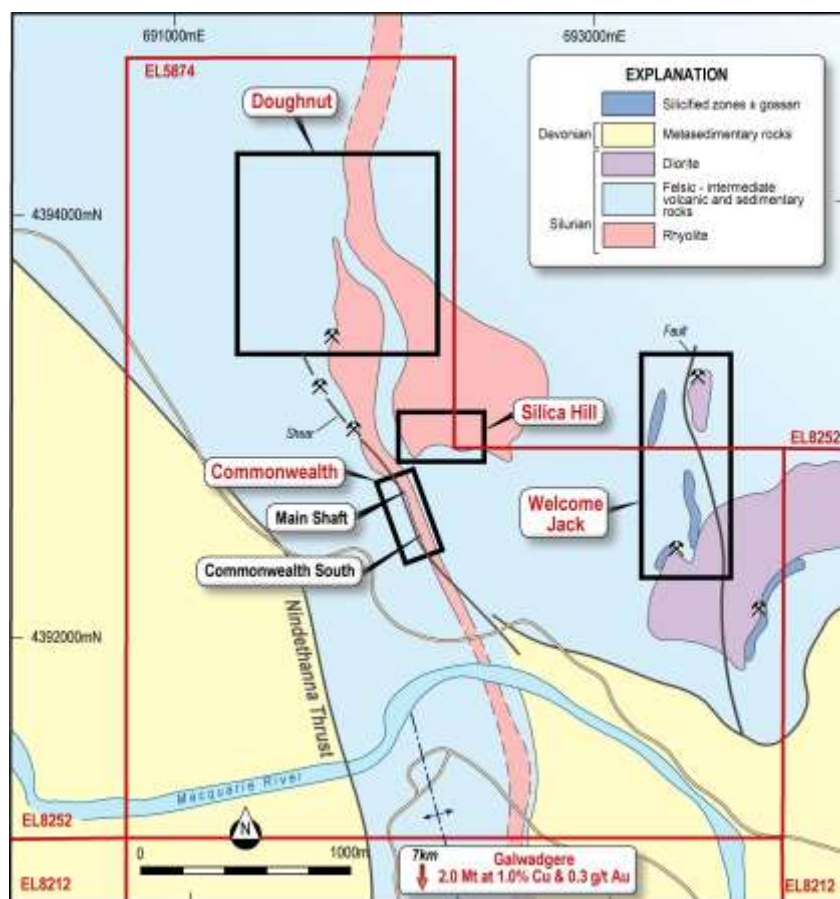 691000mE
693000mE
EL5874
EXPLANATION
Silicified zones ± gossan
Devonian
Metasedimentary rocks
Diorite
Felsic - intermediate
volcanic and sedimentary
rocks
Silurian
Rhyolite
Doughnut
4394000mN
Fault
Shear
Silica Hill
EL8252
Commonwealth
Main Shaft
Welcome
Jack
Commonwealth South
4392000mN
Nindethanna Thrust
Macquarie River
EL8252
N
0
1000m
7km
Galwadgere
2.0 Mt at 1.0% Cu & 0.3 g/t Au
EL8212
EL8212